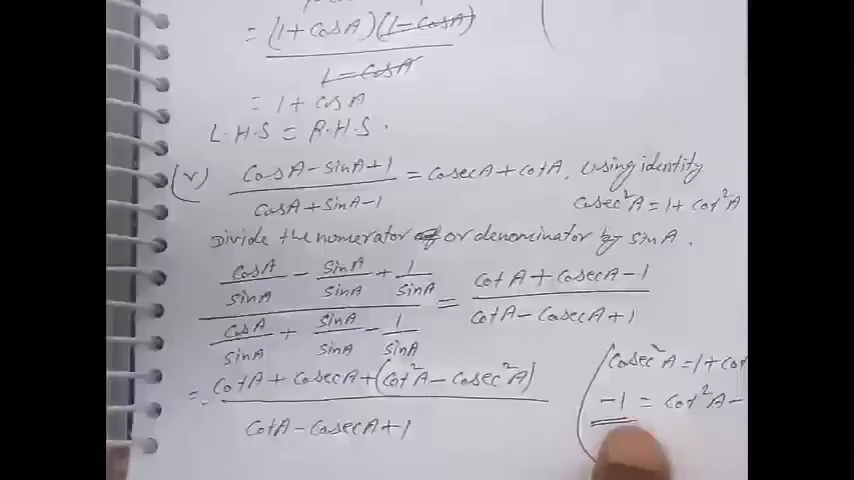 = (1+cosA)(1-cosA)
1-cosA
= 1+cosA
L.H.S = R.H.S.
(V) CosA-sinA+1 / CosA+sinA-1 = CosecA+CotA, Using identity
Cosec²A=1+Cot²A
Divide the numerator or denominator by sinA.
CosA/sinA - sinA/sinA + 1/sinA = CotA+CosecA-1
CosA/sinA + sinA/sinA - 1/sinA CotA-CosecA+1
= CotA+CosecA+(Cot²A-Cosec²A)
CotA-CosecA+1
Cosec²A=1+Cot
-1 = Cot²A-